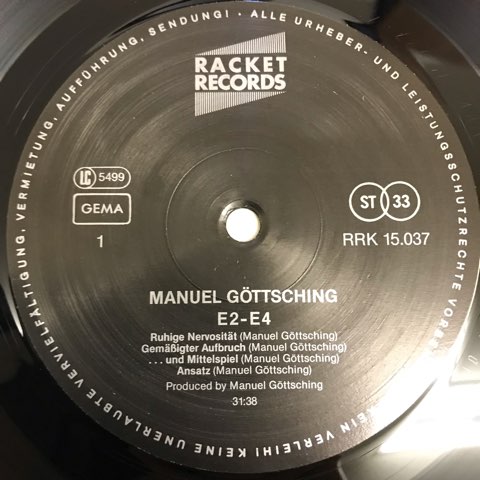 VERVIELFÄLTIGUNG, VERMIETUNG, AUFFÜHRUNG, SENDUNG! · ALLE URHEBER- UND LEISTUNGSSCHUTZRECHTE
EIN VERLEIH! KEINE UNERLAUBTE
RACKET
RECORDS
LC 5499
GEMA
1
ST 33
RRK 15.037
MANUEL GÖTTSCHING
E2-E4
Ruhige Nervosität (Manuel Göttsching)
Gemäßigter Aufbruch (Manuel Göttsching)
. . . und Mittelspiel (Manuel Göttsching)
Ansatz (Manuel Göttsching)
Produced by Manuel Göttsching
31:38